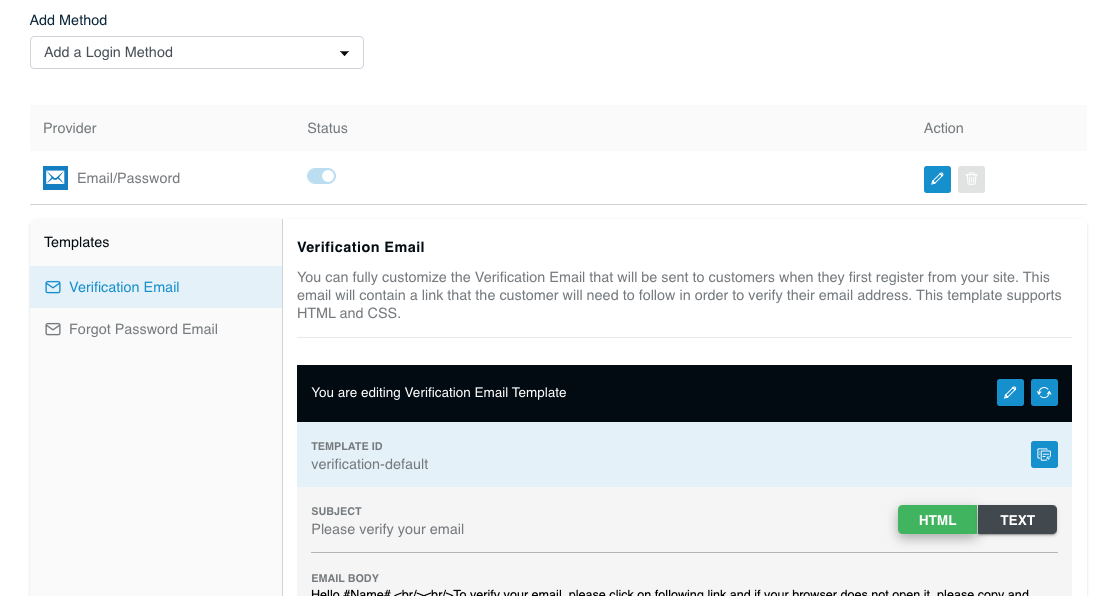 Add Method
Add a Login Method
Provider Status Action
Email/Password
Templates
Verification Email
Forgot Password Email
Verification Email
You can fully customize the Verification Email that will be sent to customers when they first register from your site. This
email will contain a link that the customer will need to follow in order to verify their email address. This template supports
HTML and CSS.
You are editing Verification Email Template
TEMPLATE ID
verification-default
SUBJECT
Please verify your email
HTML TEXT
EMAIL BODY
Hello #Name#,<br/><br/>To verify your email, please click on following link and if your browser does not open it, please copy and